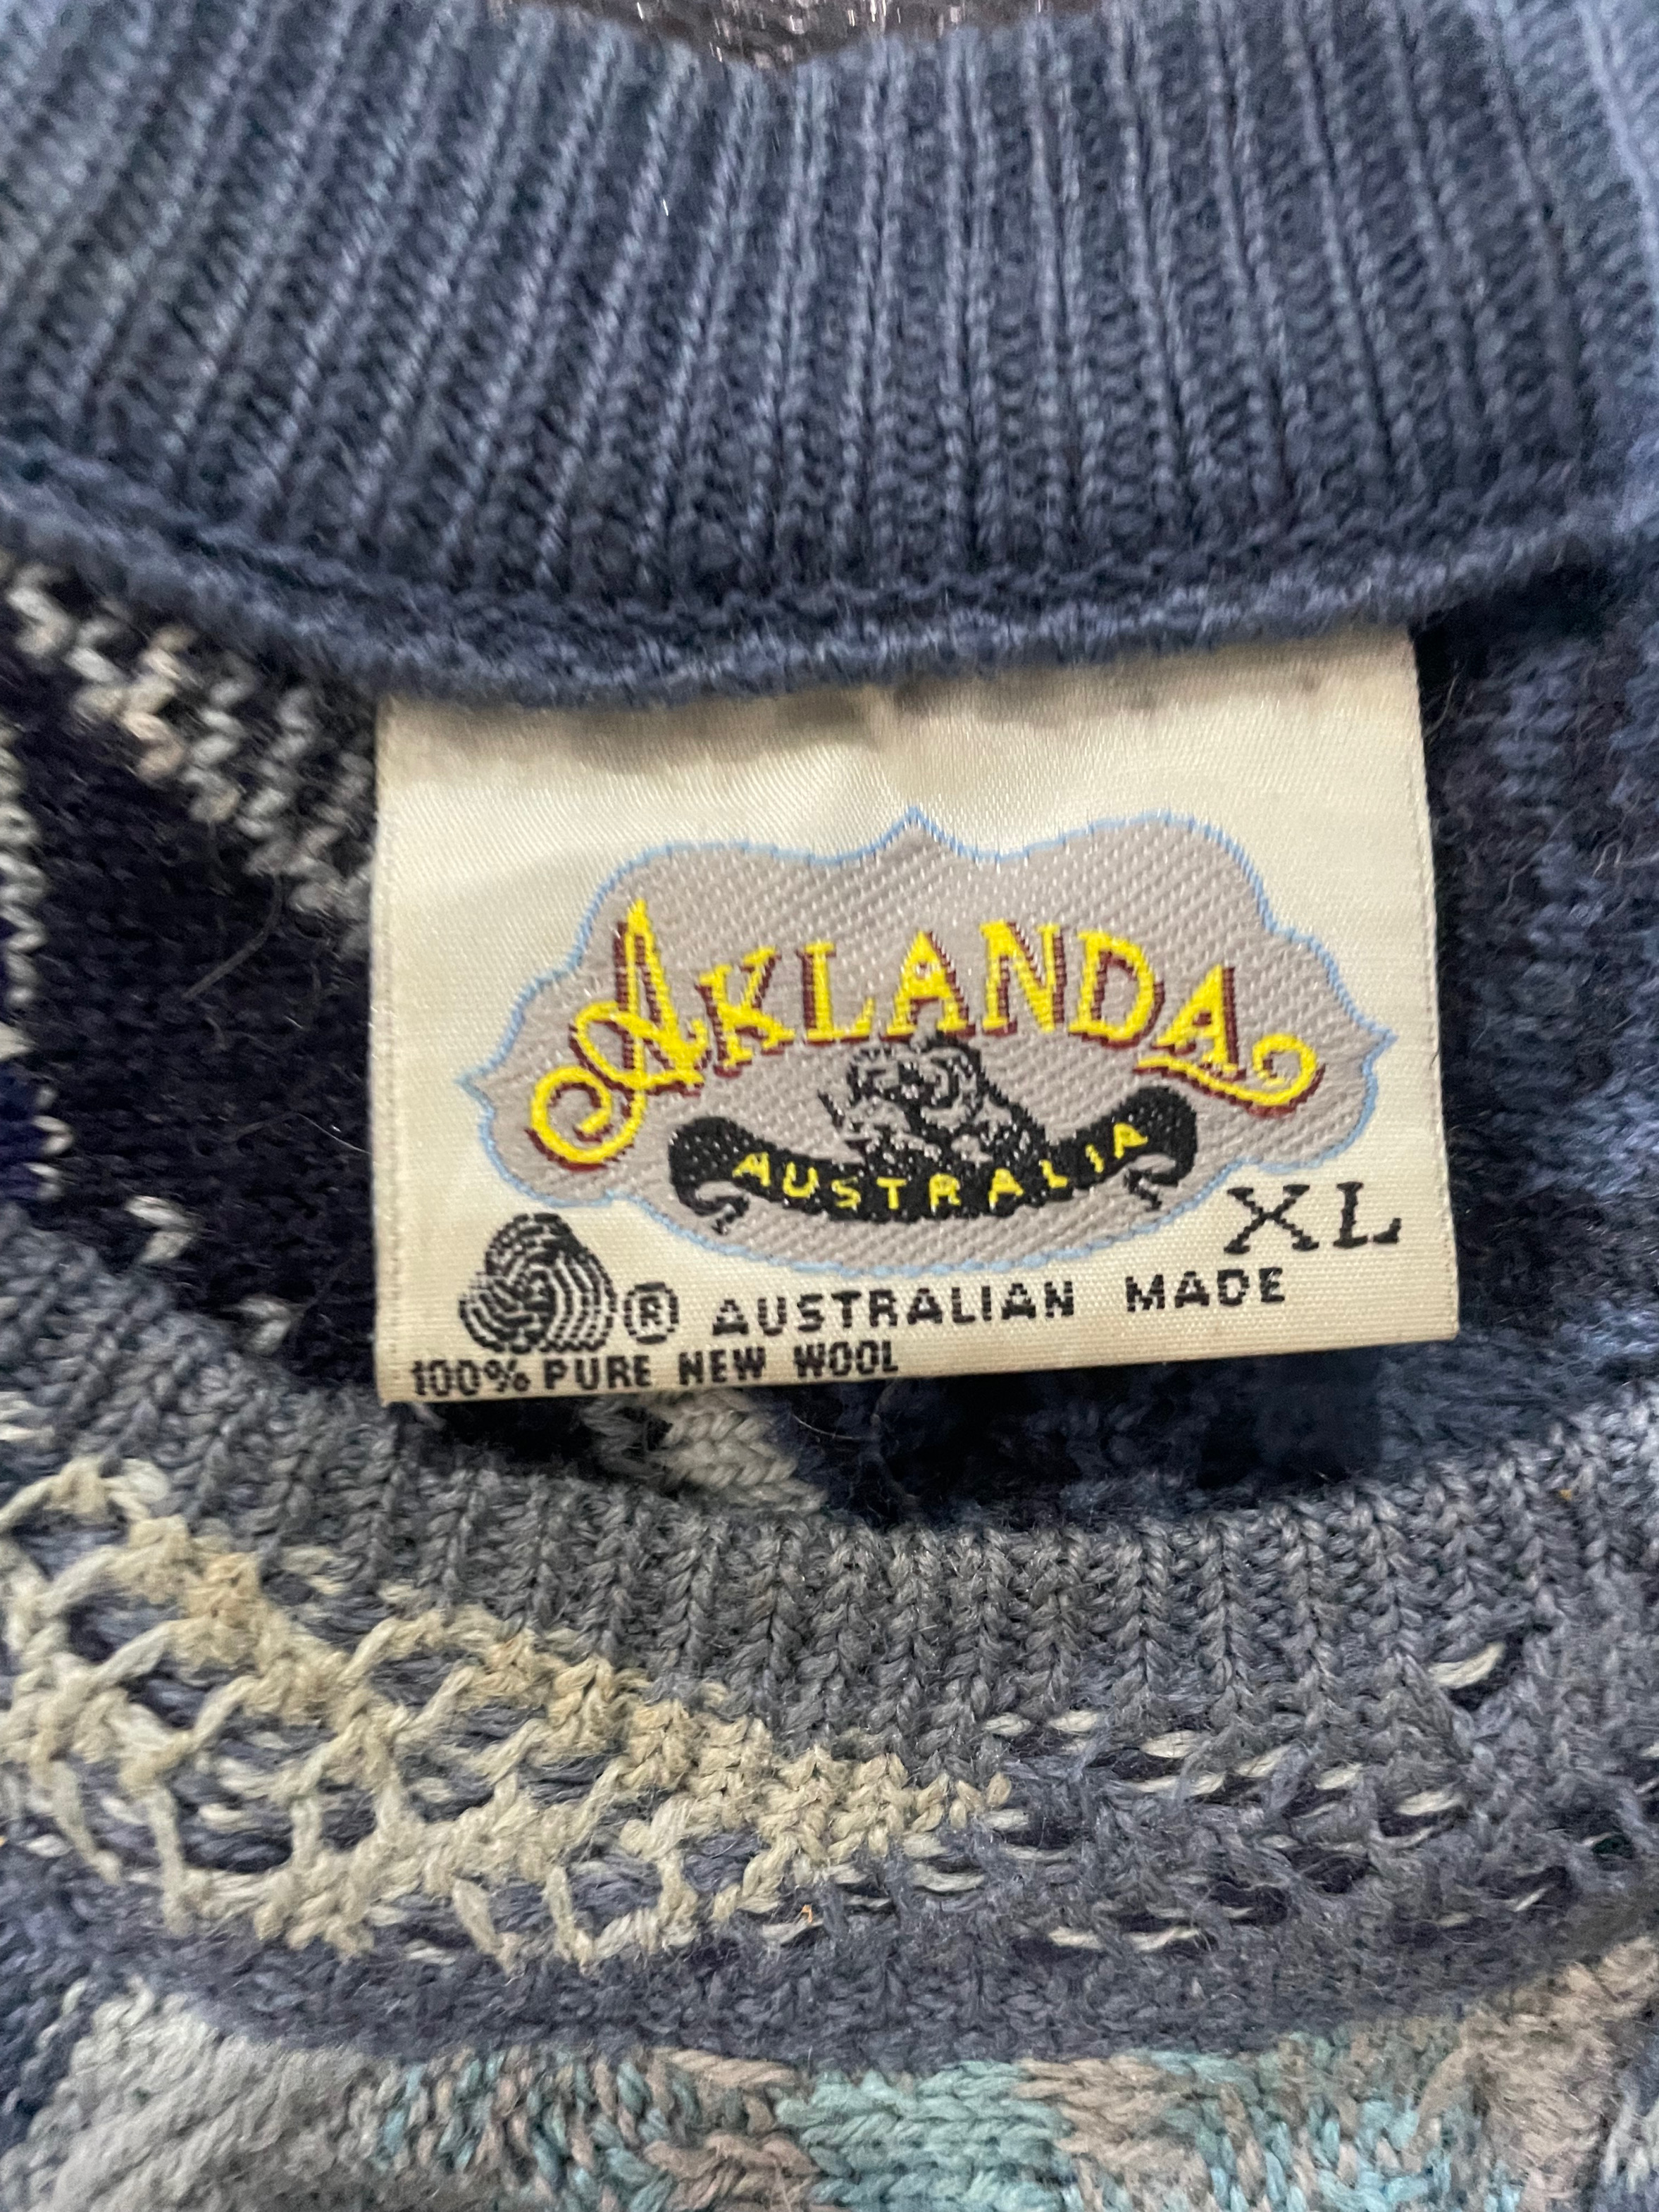 AKLANDA
AUSTRALIA
XL
® AUSTRALIAN MADE
100% PURE NEW WOOL